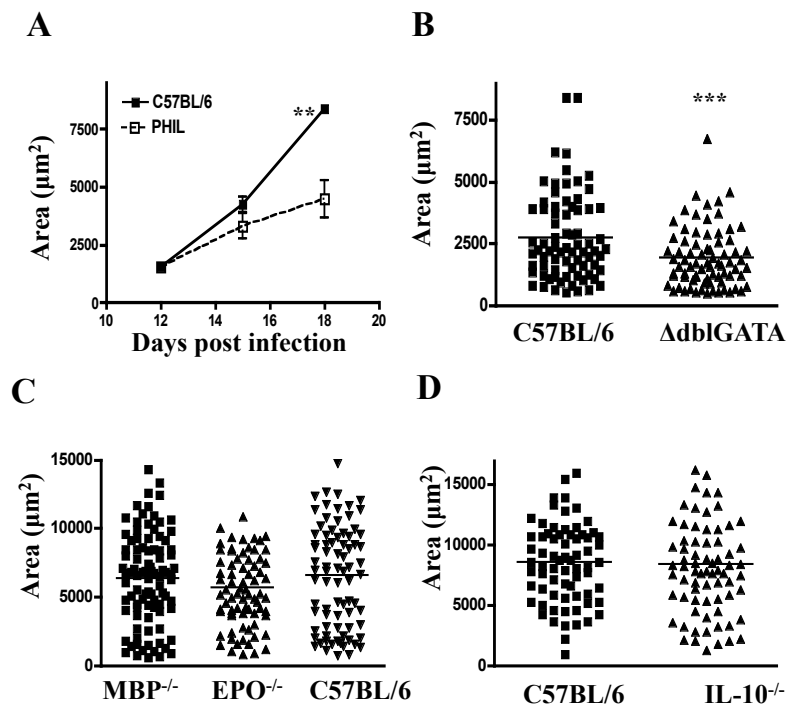 A
C57BL/6
PHIL
**
Area (µm²)
7500
5000
2500
0
10
12
14
16
18
20
Days post infection
B
***
Area (µm²)
7500
5000
2500
0
C57BL/6
ΔdblGATA
C
Area (µm²)
15000
10000
5000
0
MBP⁻/⁻
EPO⁻/⁻
C57BL/6
D
Area (µm²)
15000
10000
5000
0
C57BL/6
IL-10⁻/⁻